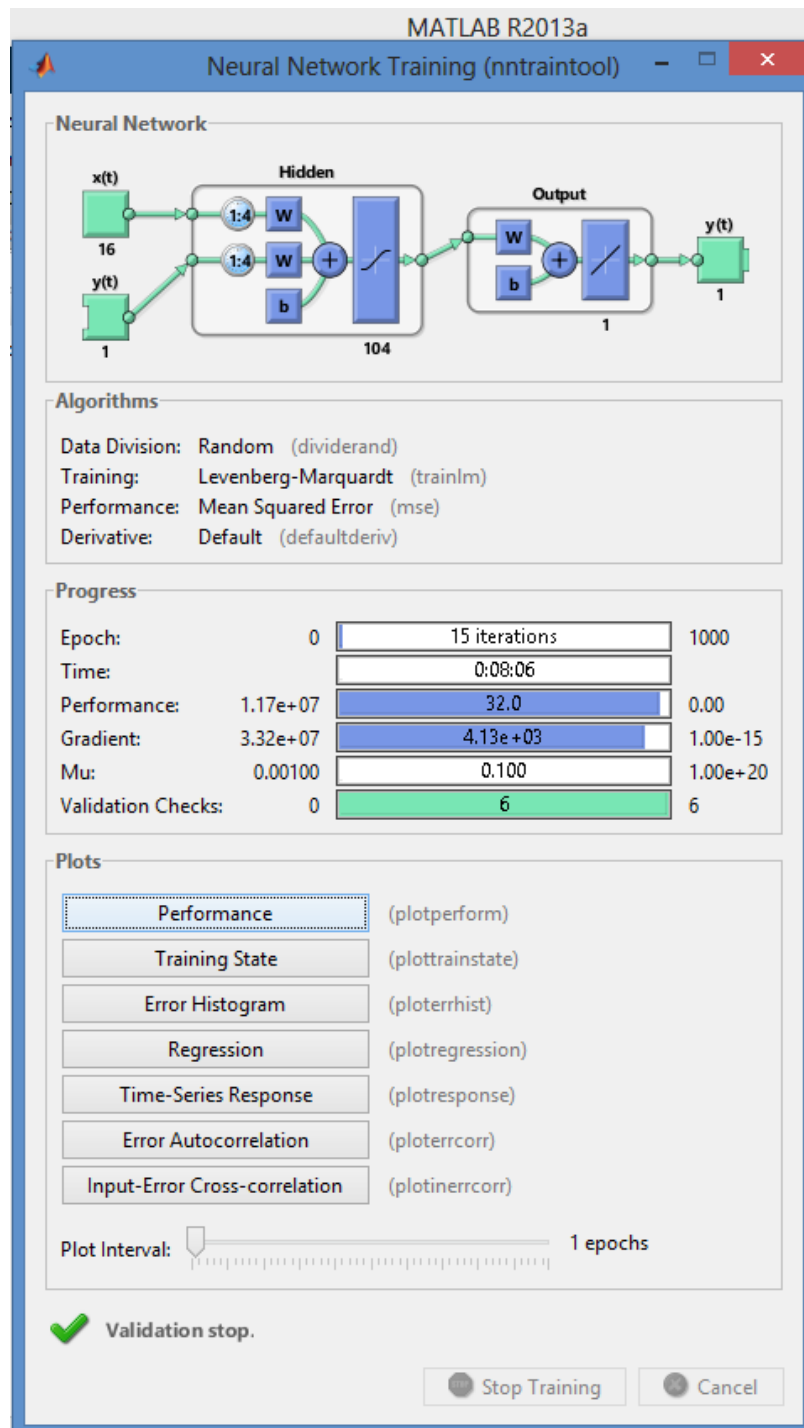 MATLAB R2013a
Neural Network Training (nntraintool)
Neural Network
x(t)
16
y(t)
1
Hidden
1:4
W
1:4
W
b
+
104
Output
W
b
+
1
y(t)
1
Algorithms
Data Division: Random (dividerand)
Training: Levenberg-Marquardt (trainlm)
Performance: Mean Squared Error (mse)
Derivative: Default (defaultderiv)
Progress
Epoch: 0 15 iterations 1000
Time: 0:08:06
Performance: 1.17e+07 32.0 0.00
Gradient: 3.32e+07 4.13e+03 1.00e-15
Mu: 0.00100 0.100 1.00e+20
Validation Checks: 0 6 6
Plots
Performance (plotperform)
Training State (plottrainstate)
Error Histogram (ploterrhist)
Regression (plotregression)
Time-Series Response (plotresponse)
Error Autocorrelation (ploterrcorr)
Input-Error Cross-correlation (plotinerrcorr)
Plot Interval: 1 epochs
Validation stop.
Stop Training Cancel